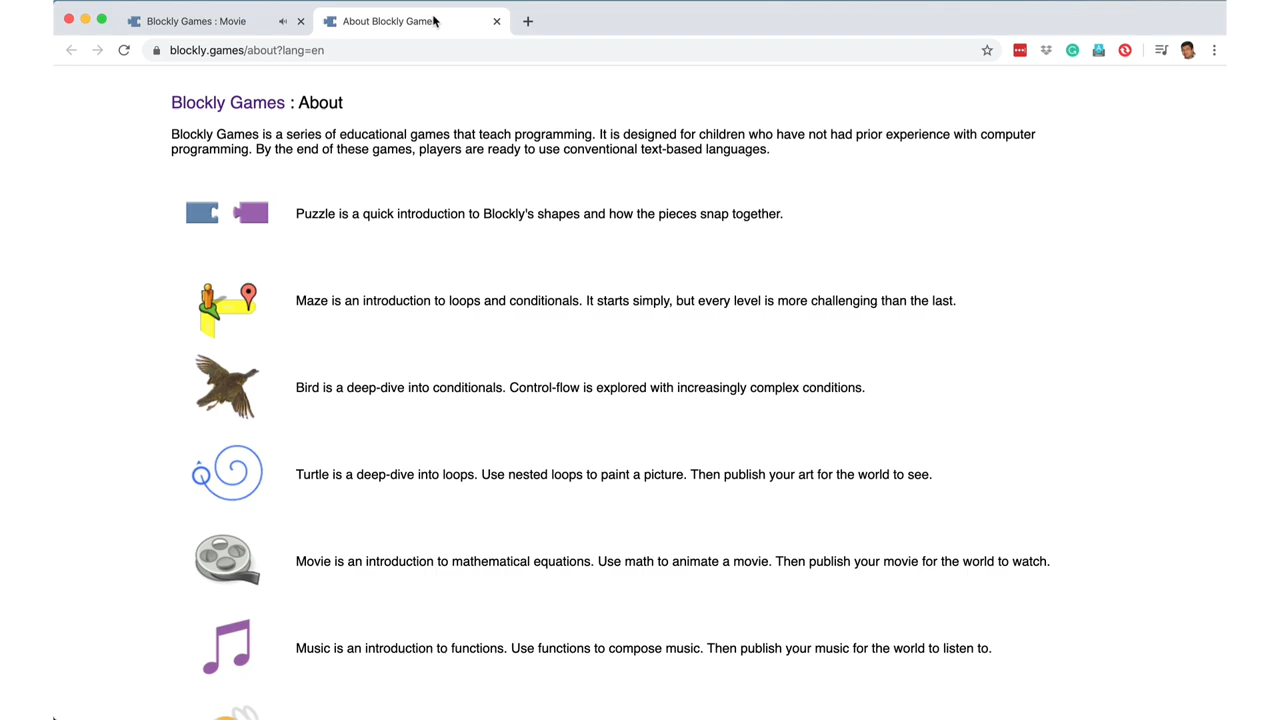 Blockly Games : Movie
About Blockly Games
blockly.games/about?lang=en
Blockly Games : About
Blockly Games is a series of educational games that teach programming. It is designed for children who have not had prior experience with computer
programming. By the end of these games, players are ready to use conventional text-based languages.
Puzzle is a quick introduction to Blockly's shapes and how the pieces snap together.
Maze is an introduction to loops and conditionals. It starts simply, but every level is more challenging than the last.
Bird is a deep-dive into conditionals. Control-flow is explored with increasingly complex conditions.
Turtle is a deep-dive into loops. Use nested loops to paint a picture. Then publish your art for the world to see.
Movie is an introduction to mathematical equations. Use math to animate a movie. Then publish your movie for the world to watch.
Music is an introduction to functions. Use functions to compose music. Then publish your music for the world to listen to.